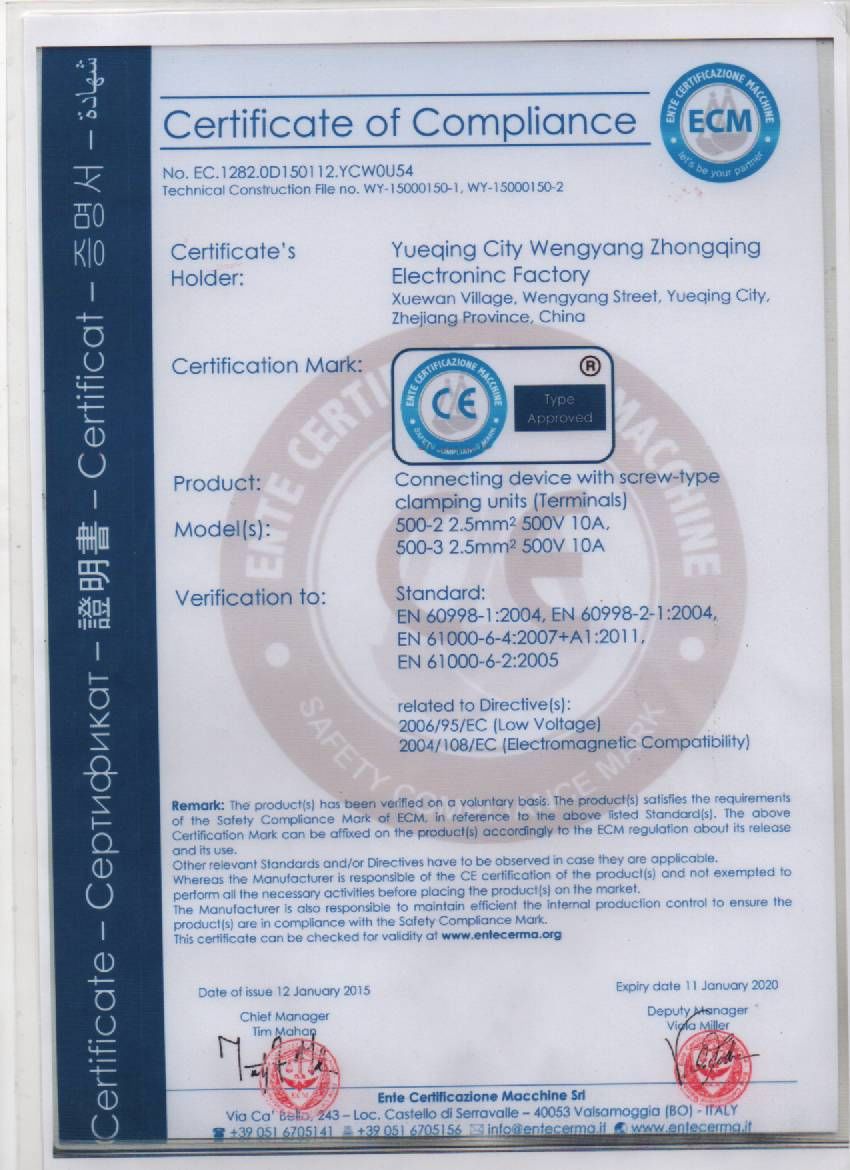 Certificate – Сертификат – 證明書 – Certificat – 증명서 – شهادة
ENTE CERTIFICAZIONE MACCHINE
ECM
let's be your partner
Certificate of Compliance
No. EC.1282.0D150112.YCW0U54
Technical Construction File no. WY-15000150-1, WY-15000150-2
Certificate's Holder:
Yueqing City Wengyang Zhongqing
Electroninc Factory
Xuewan Village, Wengyang Street, Yueqing City,
Zhejiang Province, China
Certification Mark:
ENTE CERTIFICAZIONE MACCHINE
CE
SAFETY COMPLIANCE MARK
®
Type
Approved
Product:
Connecting device with screw-type
clamping units (Terminals)
Model(s):
500-2 2.5mm² 500V 10A,
500-3 2.5mm² 500V 10A
Verification to:
Standard:
EN 60998-1:2004, EN 60998-2-1:2004,
EN 61000-6-4:2007+A1:2011,
EN 61000-6-2:2005
related to Directive(s):
2006/95/EC (Low Voltage)
2004/108/EC (Electromagnetic Compatibility)
ENTE CERTIFICAZIONE MACCHINE
CE
SAFETY COMPLIANCE MARK
Remark: The product(s) has been verified on a voluntary basis. The product(s) satisfies the requirements
of the Safety Compliance Mark of ECM, in reference to the above listed Standard(s). The above
Certification Mark can be affixed on the product(s) accordingly to the ECM regulation about its release
and its use.
Other relevant Standards and/or Directives have to be observed in case they are applicable.
Whereas the Manufacturer is responsible of the CE certification of the product(s) and not exempted to
perform all the necessary activities before placing the product(s) on the market.
The Manufacturer is also responsible to maintain efficient the internal production control to ensure the
product(s) are in compliance with the Safety Compliance Mark.
This certificate can be checked for validity at www.entecerma.org
Date of issue 12 January 2015
Expiry date 11 January 2020
Chief Manager
Tim Mahan
Deputy Manager
Viola Miller
ECM
Ente Certificazione Macchine Srl
Via Ca' Bella, 243 – Loc. Castello di Serravalle – 40053 Valsamoggia (BO) - ITALY
+39 051 6705141 +39 051 6705156 info@entecerma.it www.entecerma.it